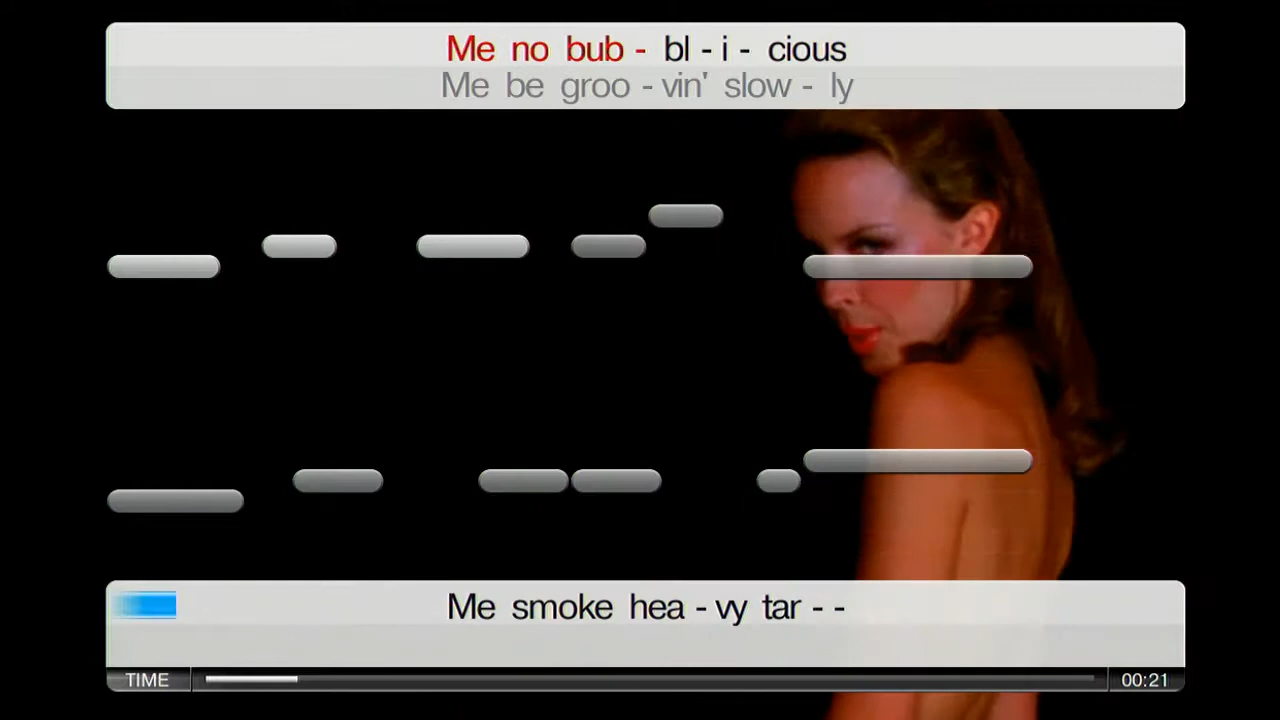 Me no bub - bl - i - cious
Me be groo - vin' slow - ly
Me smoke hea - vy tar - -
TIME 00:21